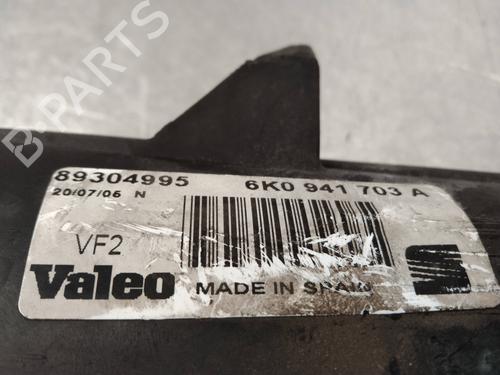 89304995 6K0 941 703 A
20/07/05 N
VF2
Valeo MADE IN SPAIN
B-PARTS